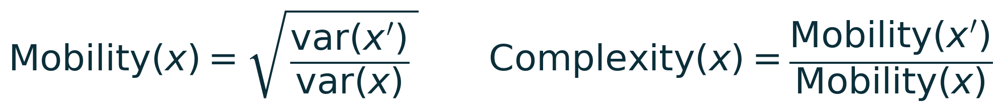 Mobility(x) = √(var(x′) / var(x))    Complexity(x) = Mobility(x′) / Mobility(x)